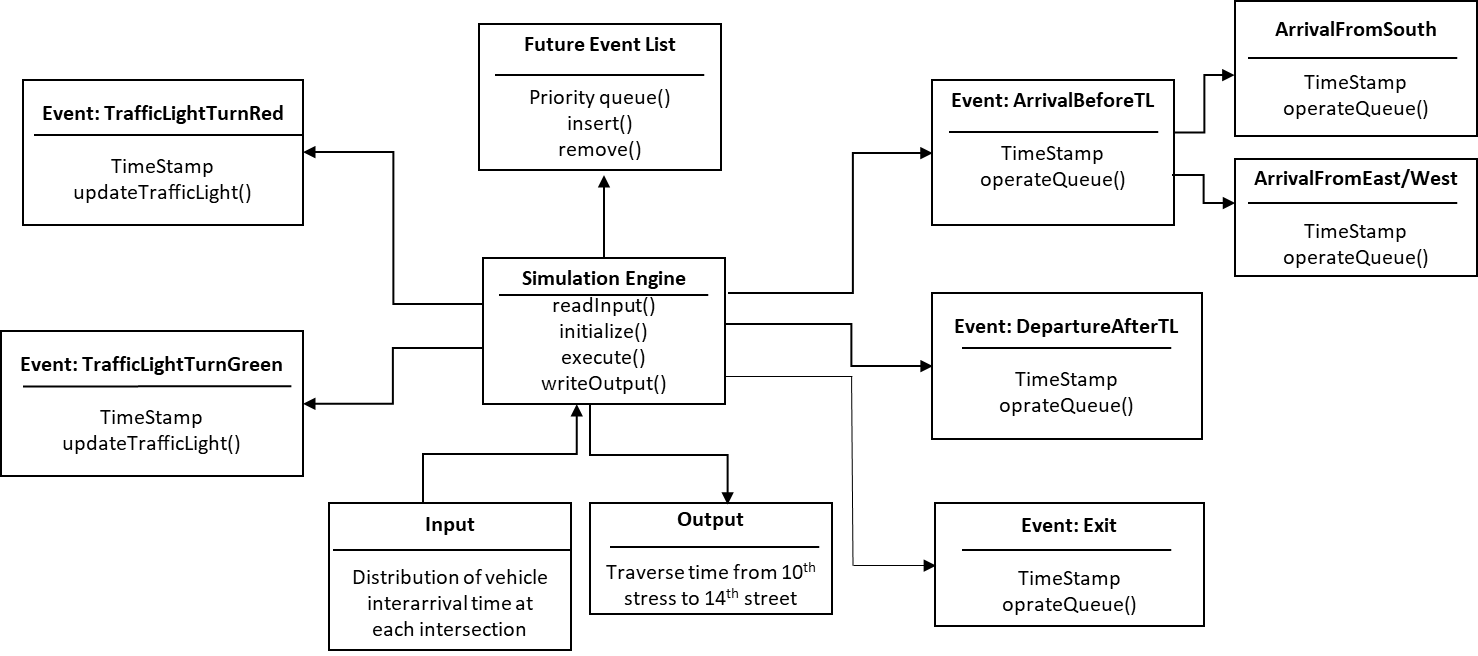 Future Event List
Priority queue()
insert()
remove()
Event: TrafficLightTurnRed
TimeStamp
updateTrafficLight()
Event: ArrivalBeforeTL
TimeStamp
operateQueue()
ArrivalFromSouth
TimeStamp
operateQueue()
ArrivalFromEast/West
TimeStamp
operateQueue()
Simulation Engine
readInput()
initialize()
execute()
writeOutput()
Event: TrafficLightTurnGreen
TimeStamp
updateTrafficLight()
Event: DepartureAfterTL
TimeStamp
oprateQueue()
Input
Distribution of vehicle
interarrival time at
each intersection
Output
Traverse time from 10th
stress to 14th street
Event: Exit
TimeStamp
oprateQueue()